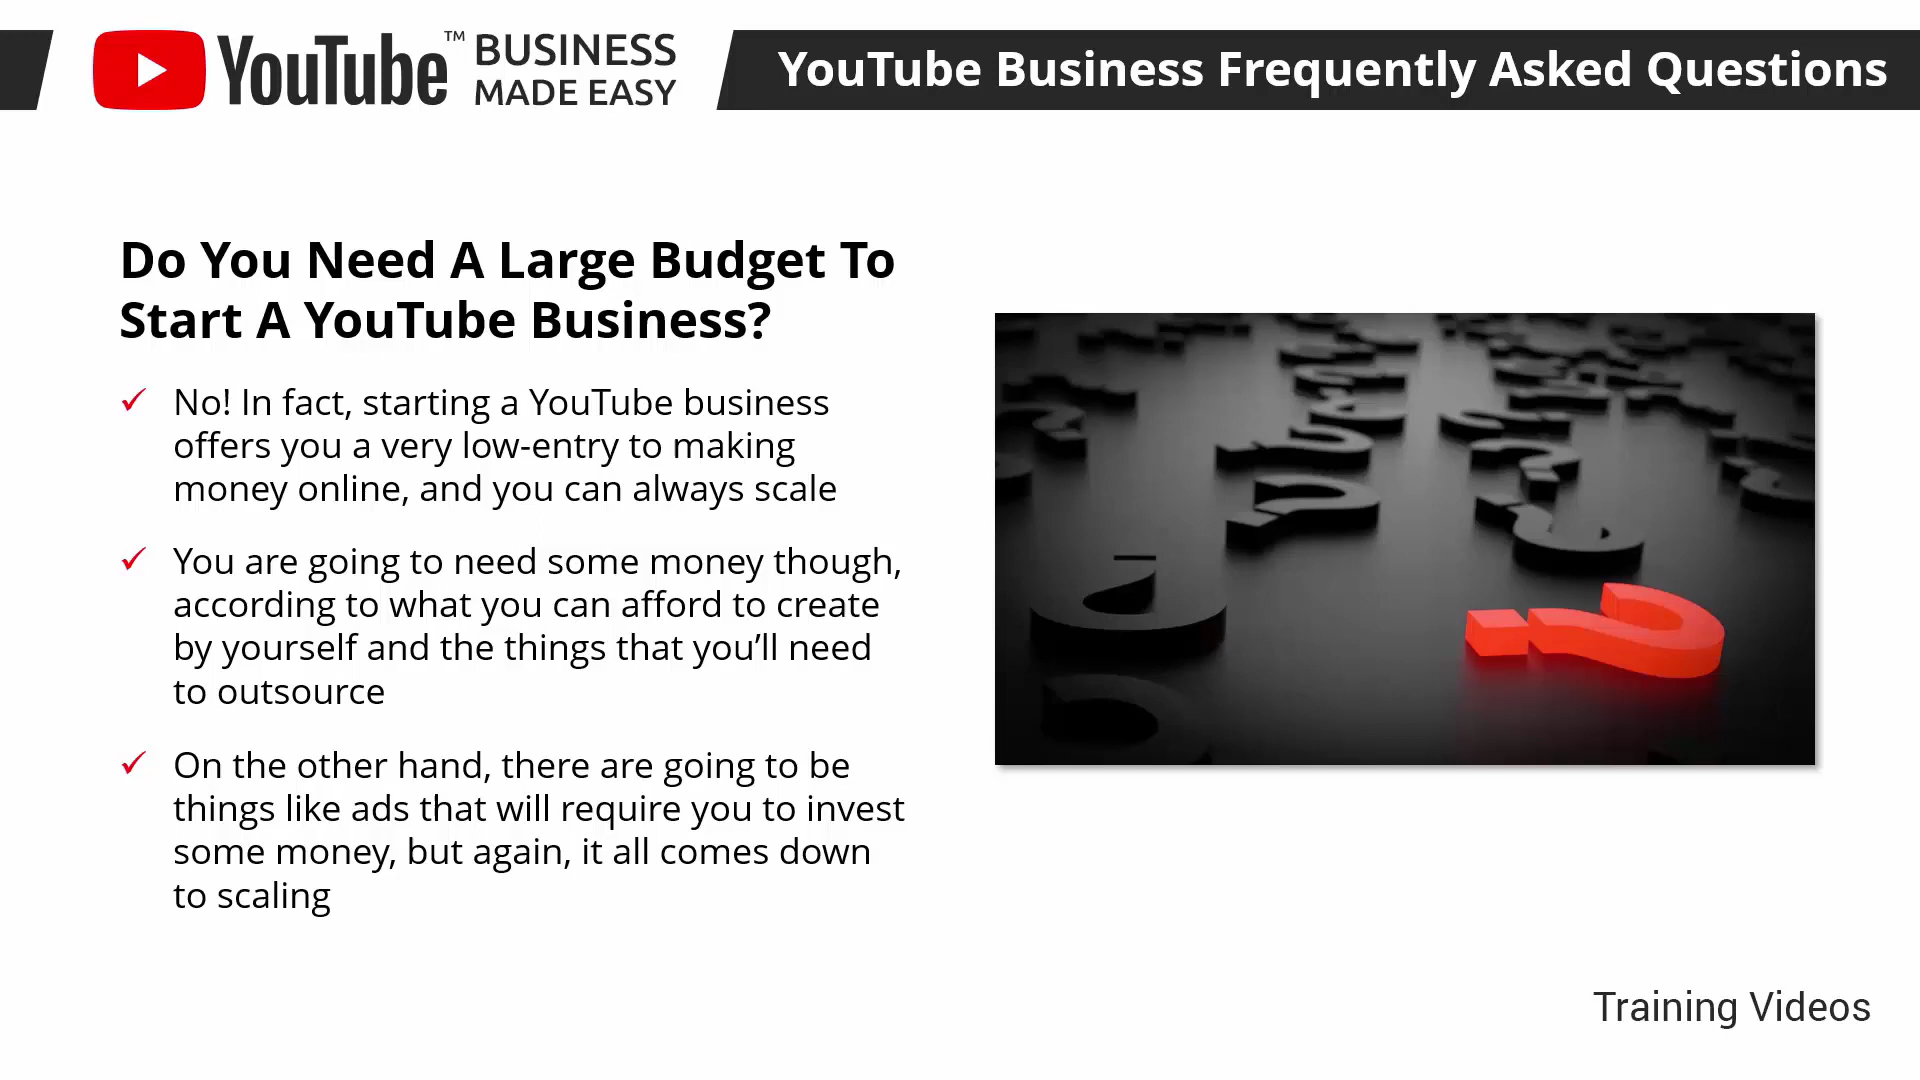 YouTube™ BUSINESS
MADE EASY
YouTube Business Frequently Asked Questions
Do You Need A Large Budget To
Start A YouTube Business?
No! In fact, starting a YouTube business
offers you a very low-entry to making
money online, and you can always scale
You are going to need some money though,
according to what you can afford to create
by yourself and the things that you’ll need
to outsource
On the other hand, there are going to be
things like ads that will require you to invest
some money, but again, it all comes down
to scaling
Training Videos